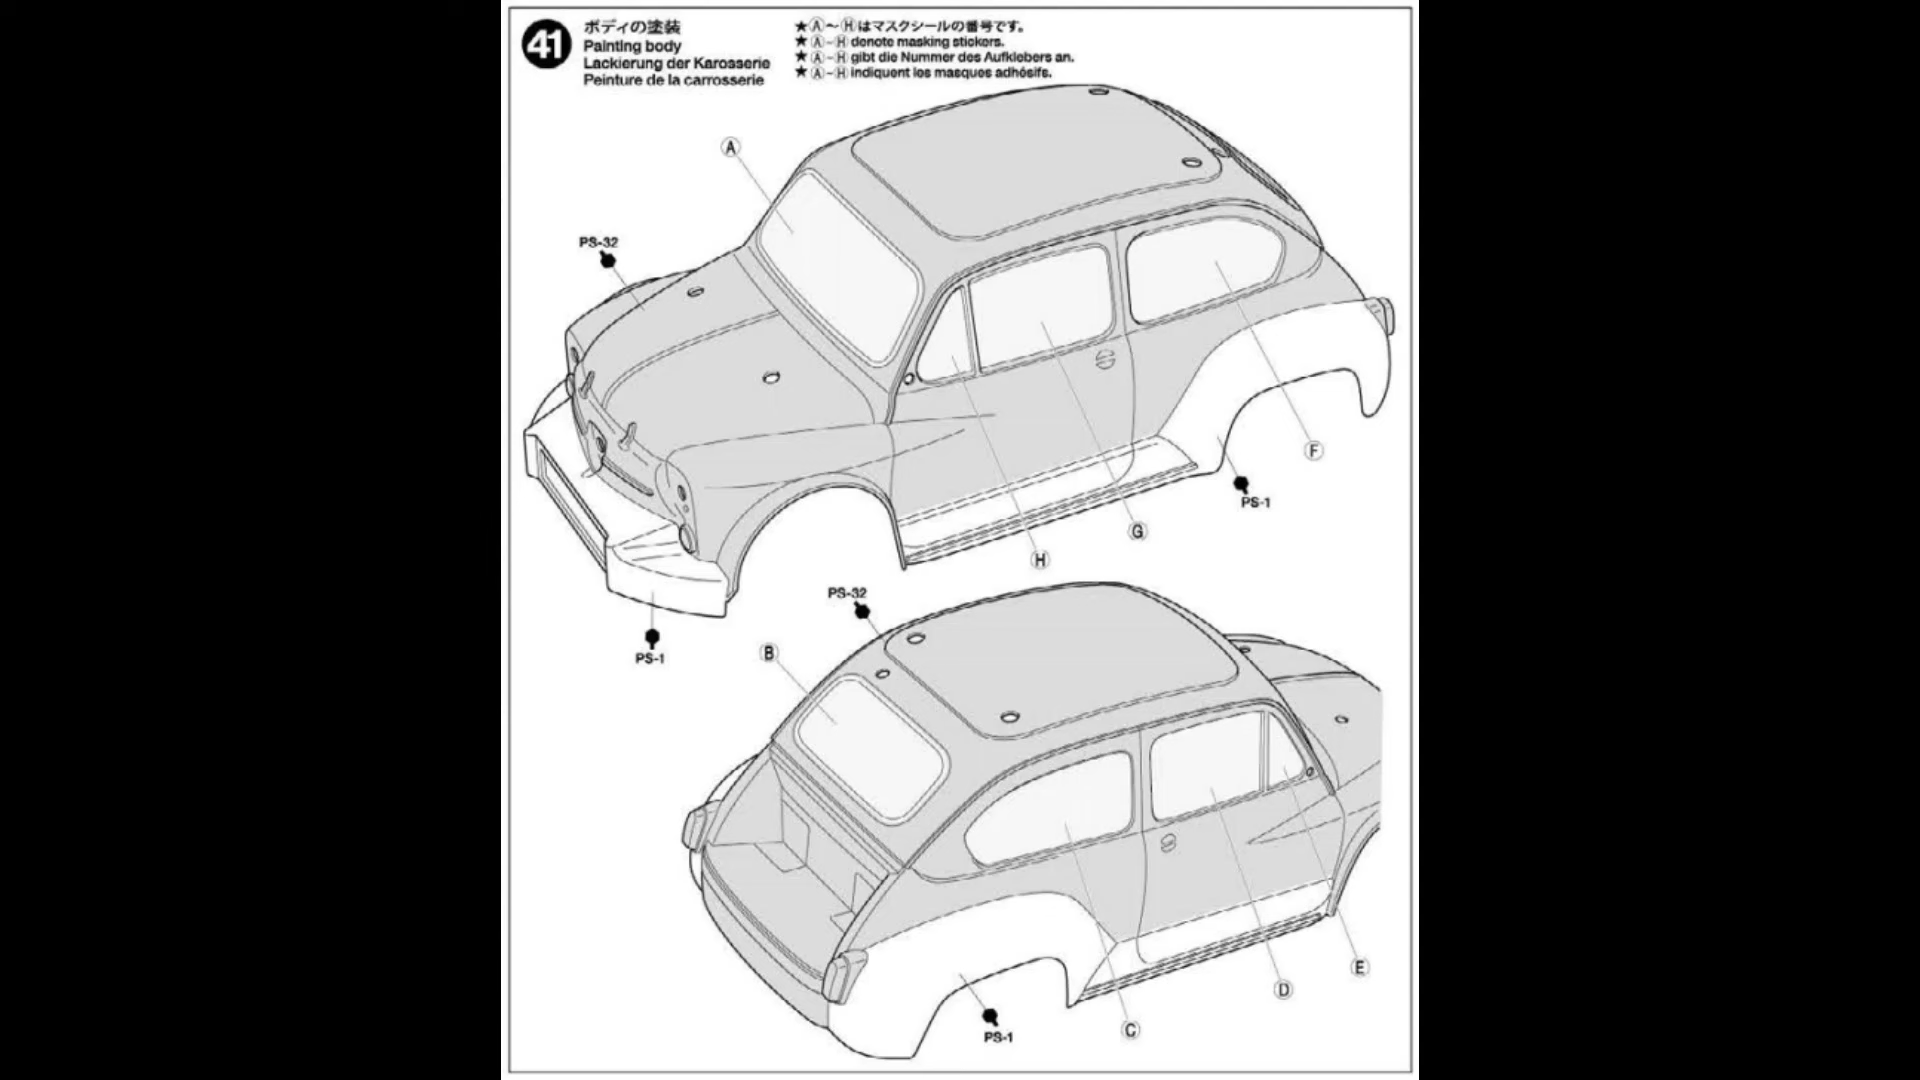 41
ボディの塗装
Painting body
Lackierung der Karosserie
Peinture de la carrosserie
★Ⓐ～Ⓗはマスクシールの番号です。
★Ⓐ-Ⓗ denote masking stickers.
★Ⓐ-Ⓗ gibt die Nummer des Aufklebers an.
★Ⓐ-Ⓗ indiquent les masques adhésifs.
Ⓐ
PS-32
Ⓕ
PS-1
Ⓖ
Ⓗ
PS-1
PS-32
Ⓑ
Ⓔ
Ⓓ
Ⓒ
PS-1